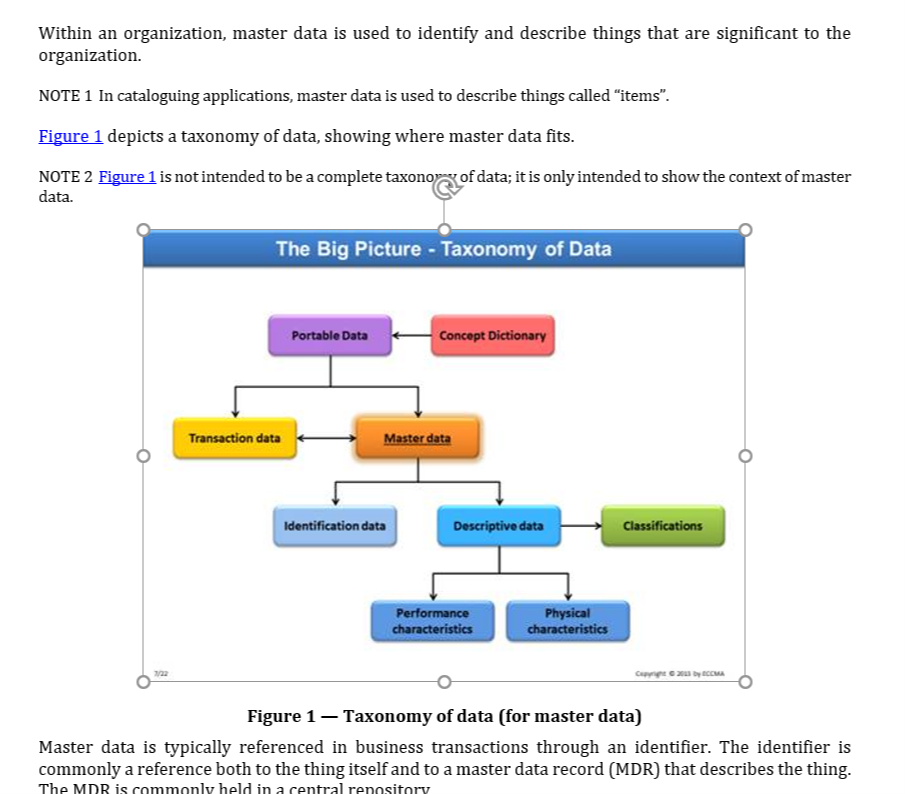 Within an organization, master data is used to identify and describe things that are significant to the
organization.
NOTE 1 In cataloguing applications, master data is used to describe things called “items”.
Figure 1 depicts a taxonomy of data, showing where master data fits.
NOTE 2 Figure 1 is not intended to be a complete taxonomy of data; it is only intended to show the context of master
data.
The Big Picture - Taxonomy of Data
Portable Data
Concept Dictionary
Transaction data
Master data
Identification data
Descriptive data
Classifications
Performance
characteristics
Physical
characteristics
7/22
Copyright © 2015 by ECCMA
Figure 1 — Taxonomy of data (for master data)
Master data is typically referenced in business transactions through an identifier. The identifier is
commonly a reference both to the thing itself and to a master data record (MDR) that describes the thing.
The MDR is commonly held in a central repository